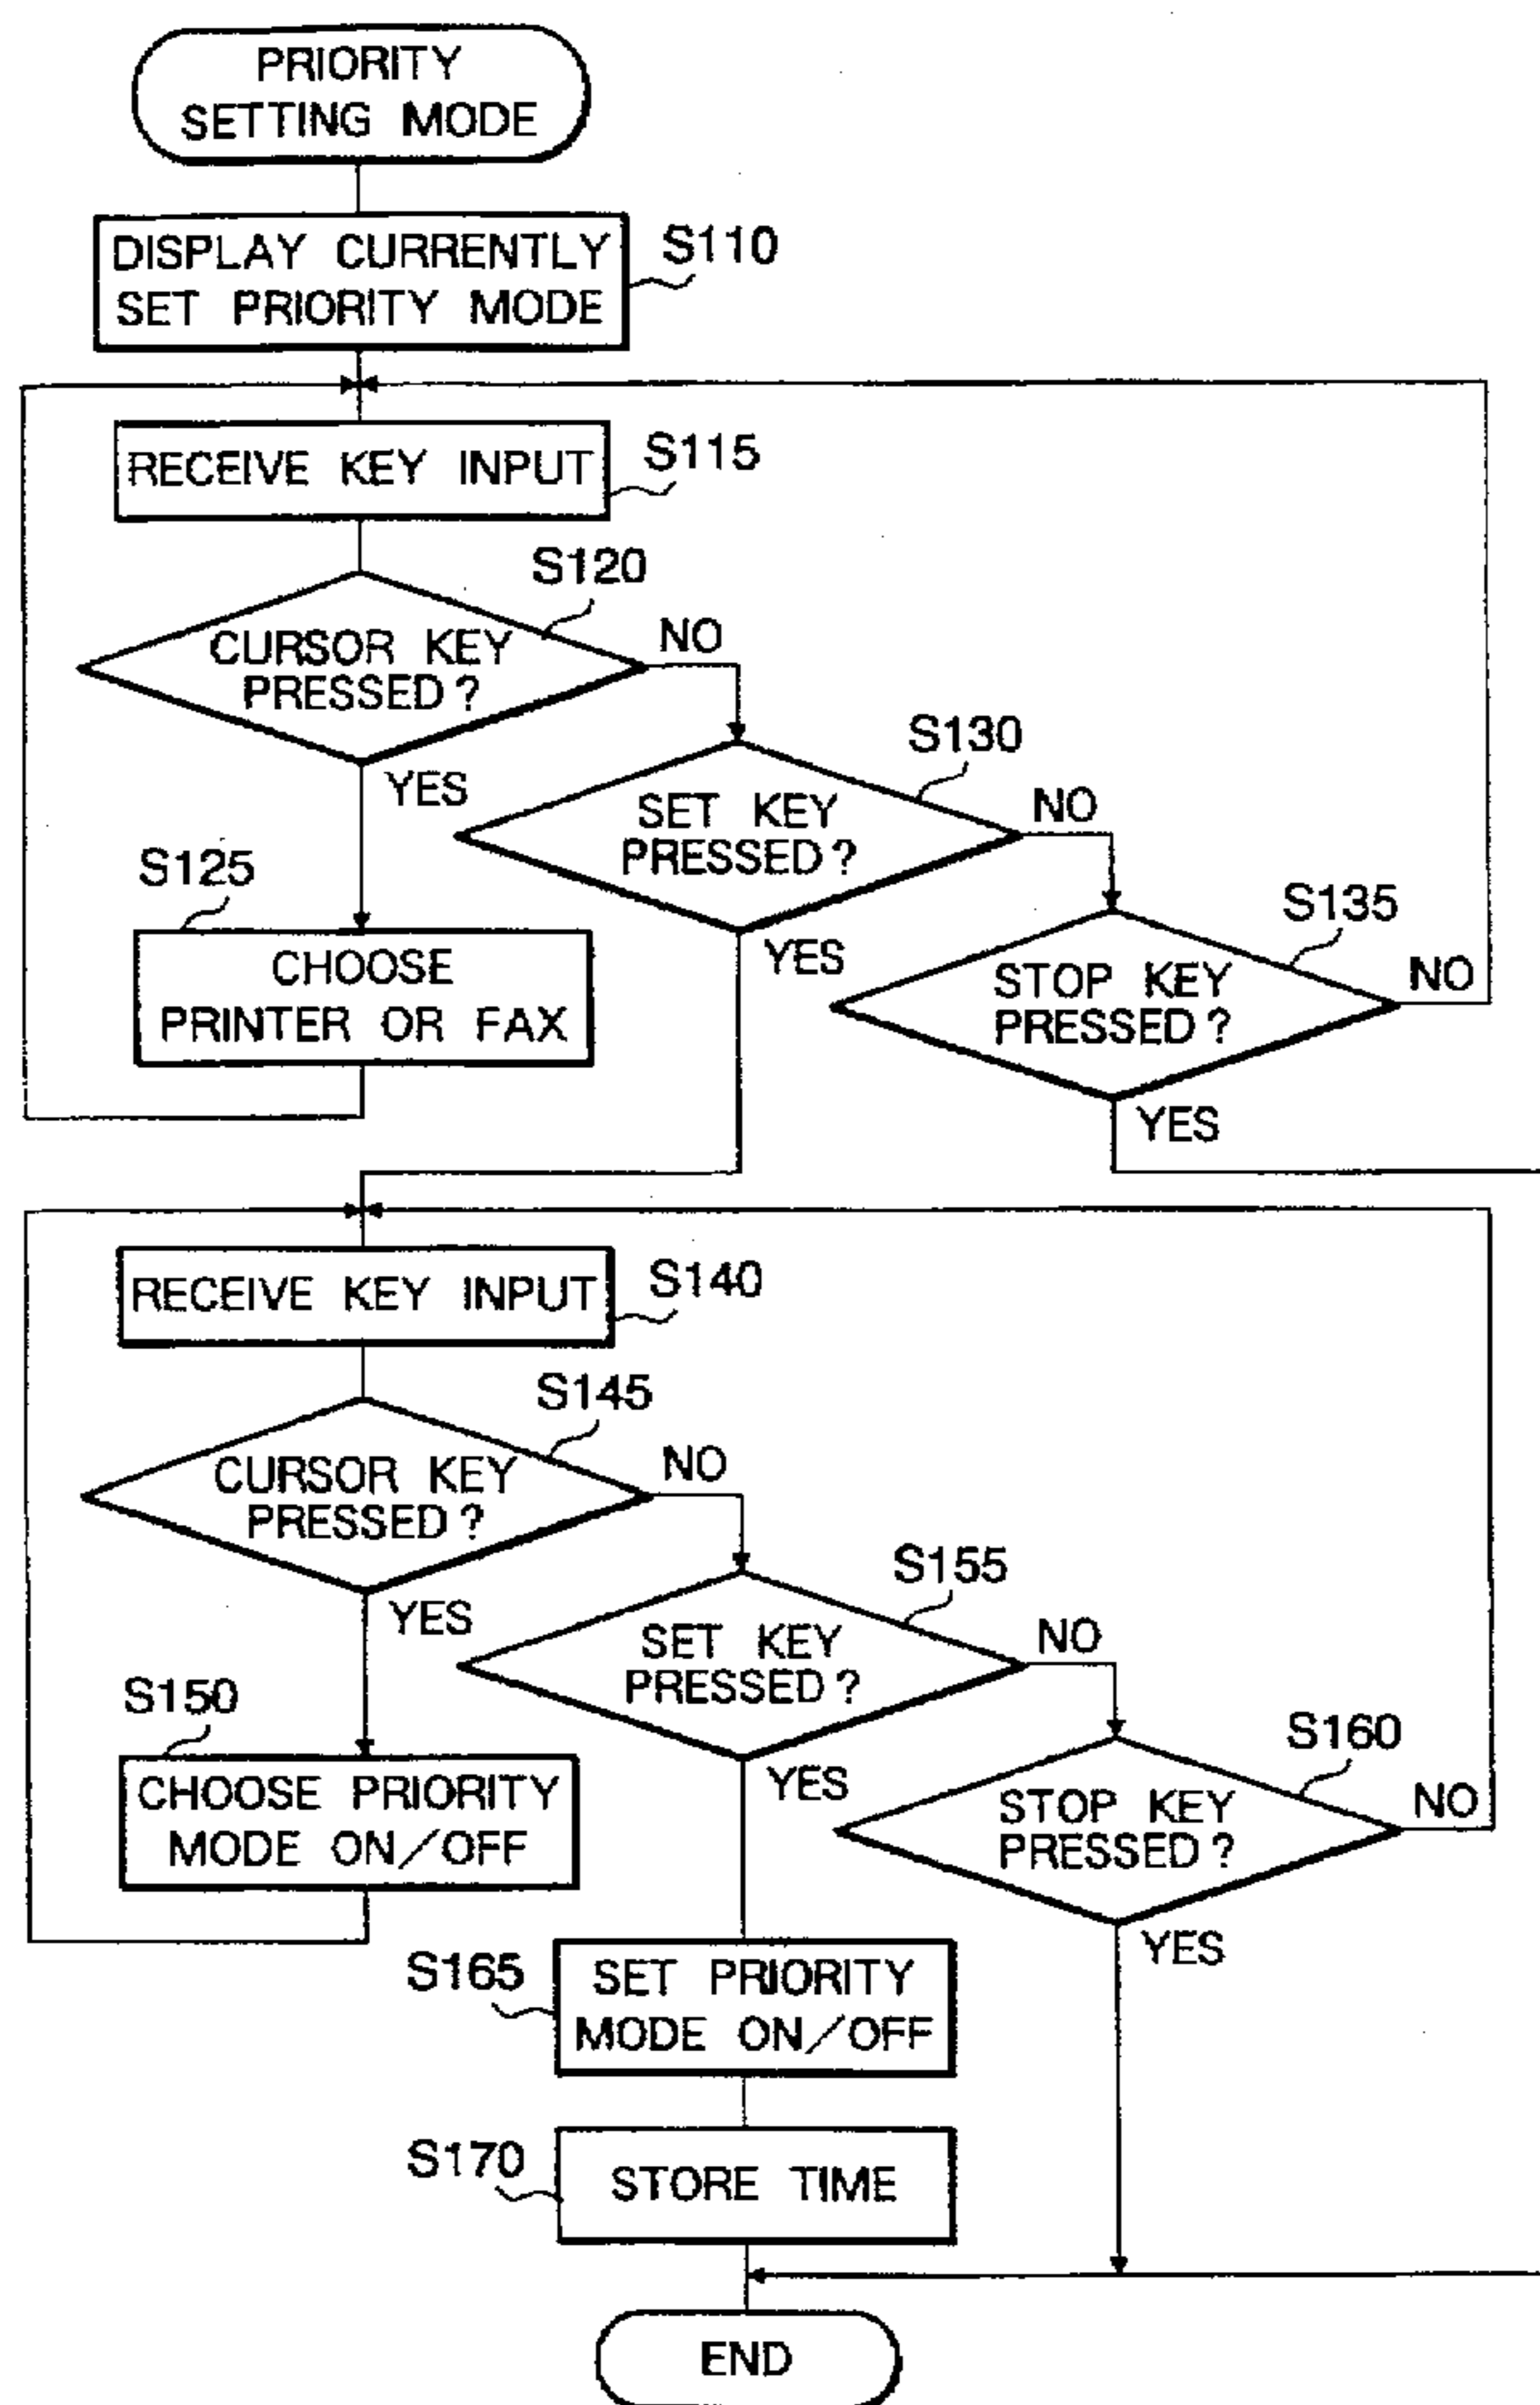 PRIORITY
SETTING MODE
DISPLAY CURRENTLY
SET PRIORITY MODE
S110
RECEIVE KEY INPUT
S115
S120
CURSOR KEY
PRESSED?
NO
YES
S130
SET KEY
PRESSED?
NO
YES
S125
CHOOSE
PRINTER OR FAX
S135
STOP KEY
PRESSED?
NO
YES
RECEIVE KEY INPUT
S140
S145
CURSOR KEY
PRESSED?
NO
YES
S155
SET KEY
PRESSED?
NO
YES
S150
CHOOSE PRIORITY
MODE ON/OFF
S160
STOP KEY
PRESSED?
NO
YES
S165
SET PRIORITY
MODE ON/OFF
S170
STORE TIME
END